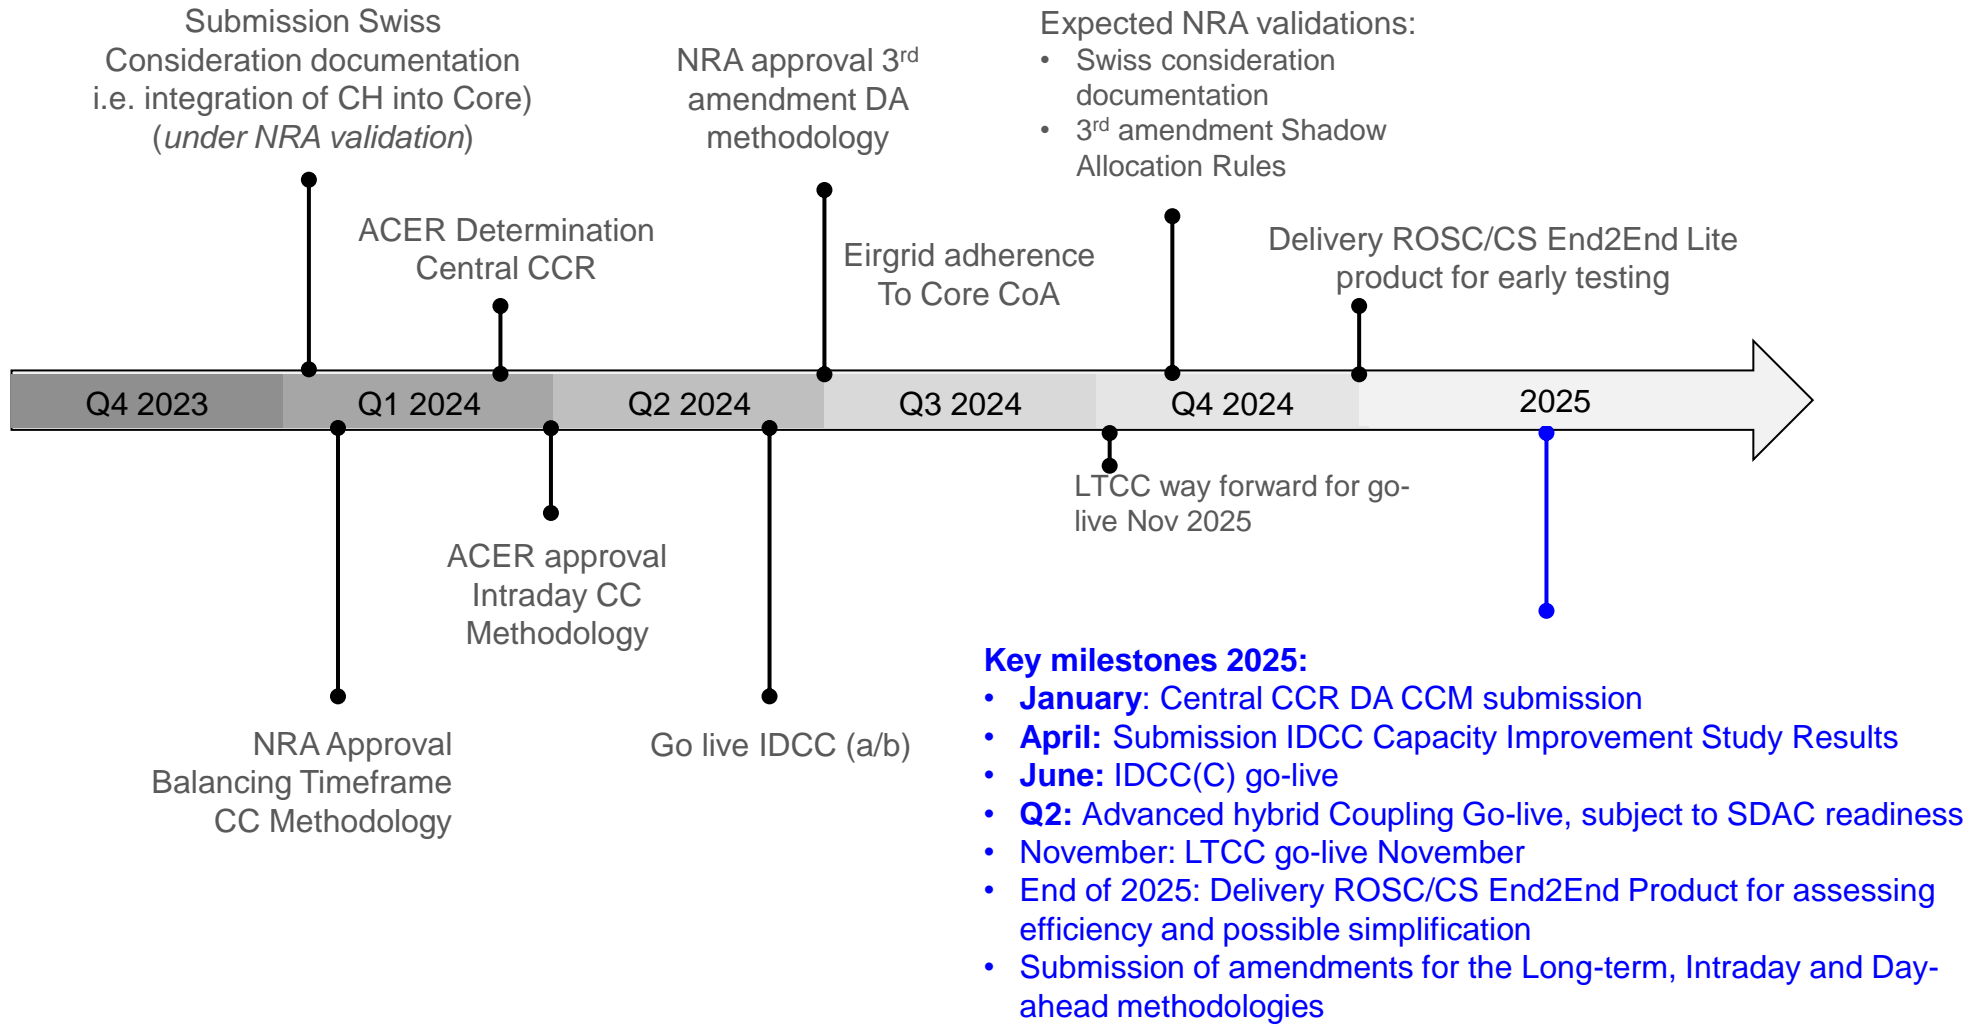 Submission Swiss
Consideration documentation
i.e. integration of CH into Core)
(under NRA validation)
NRA approval 3rd
amendment DA
methodology
Expected NRA validations:
• Swiss consideration
documentation
• 3rd amendment Shadow
Allocation Rules
ACER Determination
Central CCR
Eirgrid adherence
To Core CoA
Delivery ROSC/CS End2End Lite
product for early testing
Q4 2023
Q1 2024
Q2 2024
Q3 2024
Q4 2024
2025
LTCC way forward for go-
live Nov 2025
ACER approval
Intraday CC
Methodology
NRA Approval
Balancing Timeframe
CC Methodology
Go live IDCC (a/b)
Key milestones 2025:
• January: Central CCR DA CCM submission
• April: Submission IDCC Capacity Improvement Study Results
• June: IDCC(C) go-live
• Q2: Advanced hybrid Coupling Go-live, subject to SDAC readiness
• November: LTCC go-live November
• End of 2025: Delivery ROSC/CS End2End Product for assessing
efficiency and possible simplification
• Submission of amendments for the Long-term, Intraday and Day-
ahead methodologies